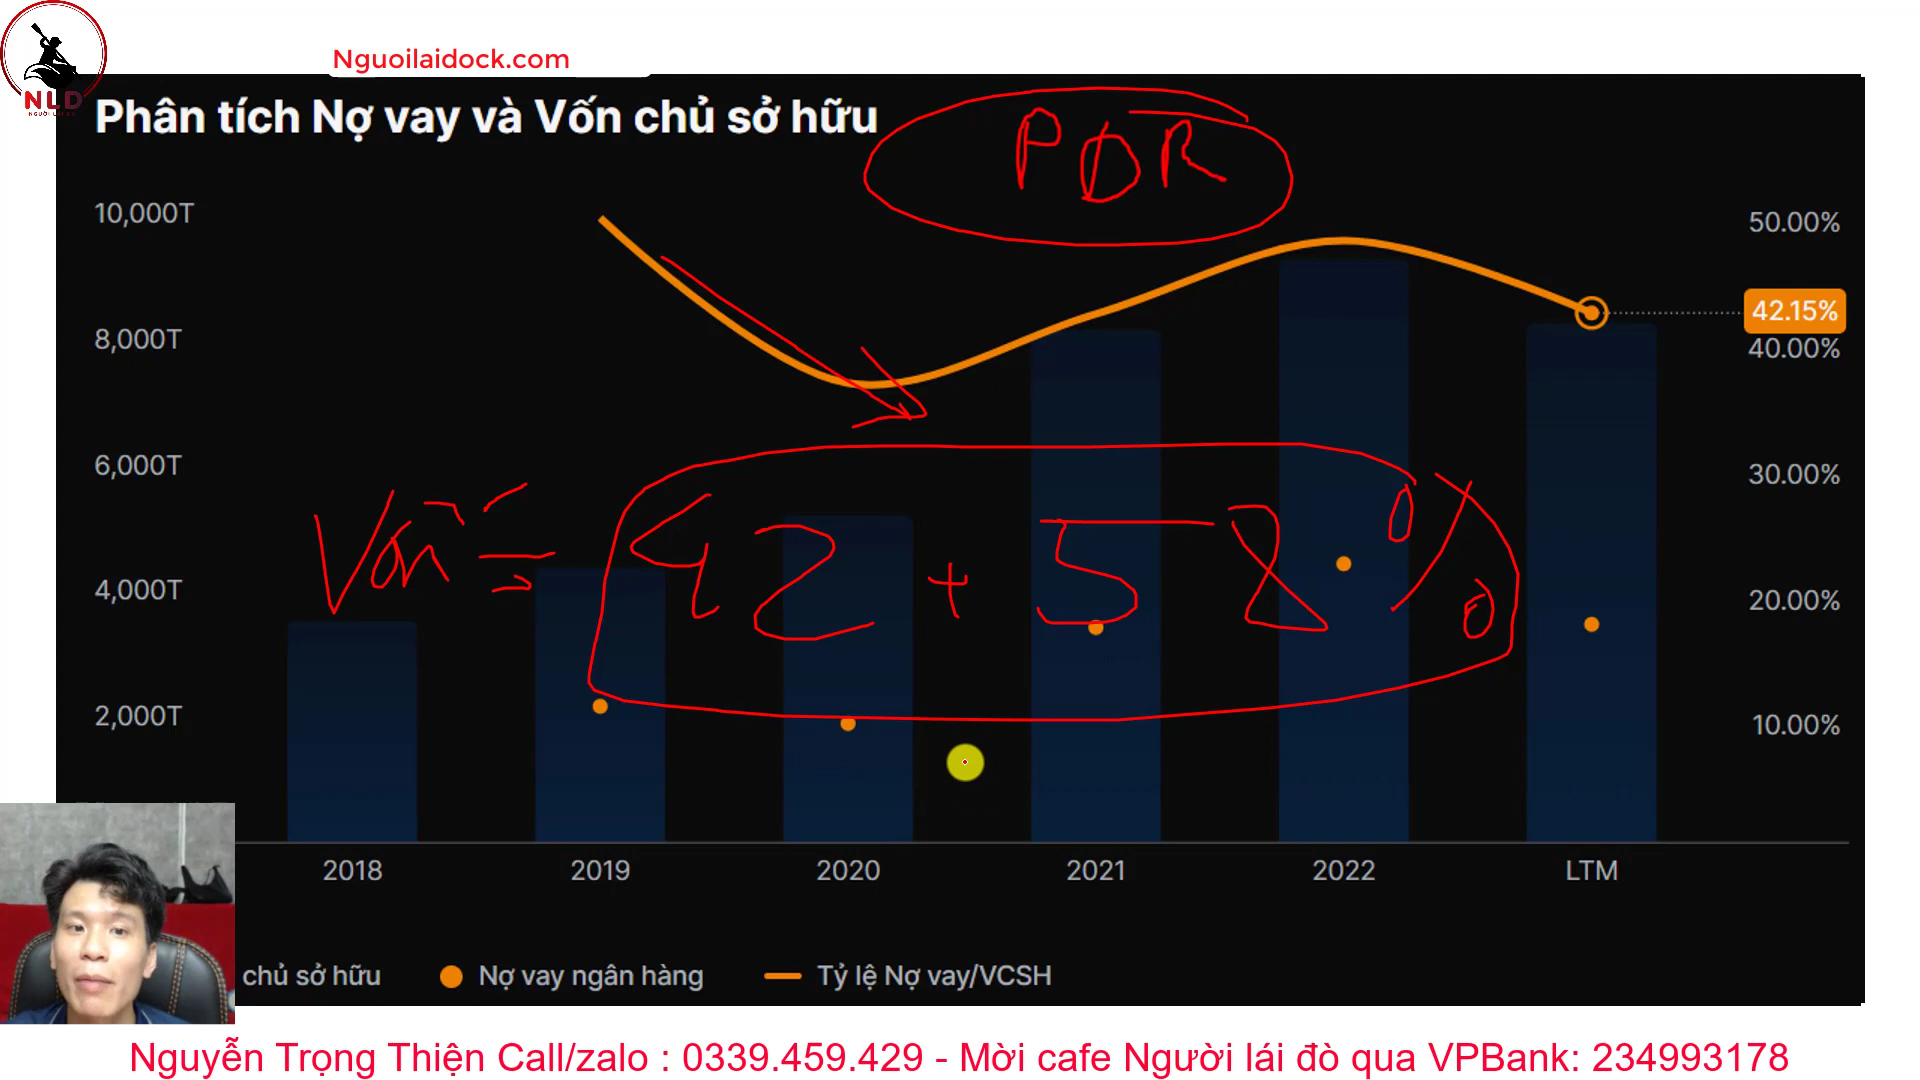 Nguoilaidock.com
NLD
Phân tích Nợ vay và Vốn chủ sở hữu
PDR
10,000T
50.00%
42.15%
8,000T
40.00%
6,000T
30.00%
Vốn = 42 + 58 %
4,000T
20.00%
2,000T
10.00%
2018 2019 2020 2021 2022 LTM
chủ sở hữu Nợ vay ngân hàng Tỷ lệ Nợ vay/VCSH
Nguyễn Trọng Thiện Call/zalo : 0339.459.429 - Mời cafe Người lái đò qua VPBank: 234993178